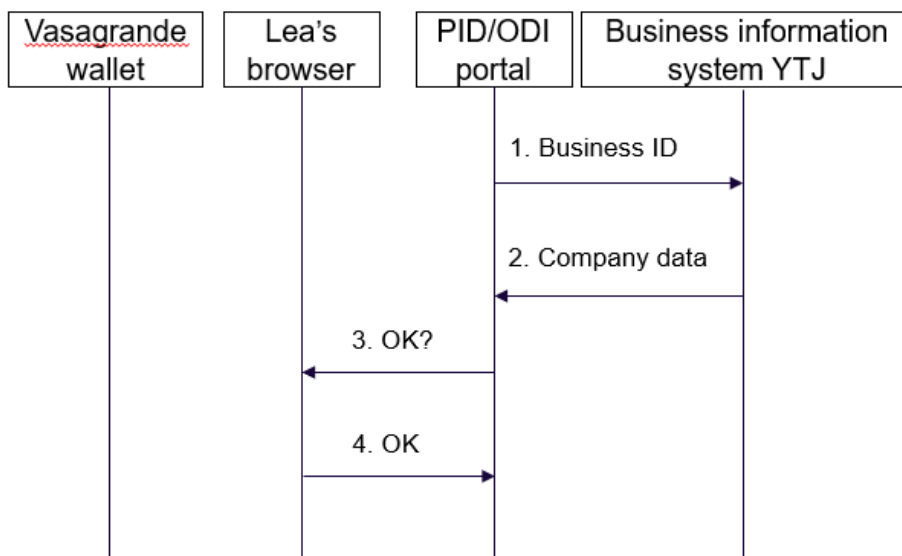 Vasagrande
wallet
Lea's
browser
PID/ODI
portal
Business information
system YTJ
1. Business ID
2. Company data
3. OK?
4. OK